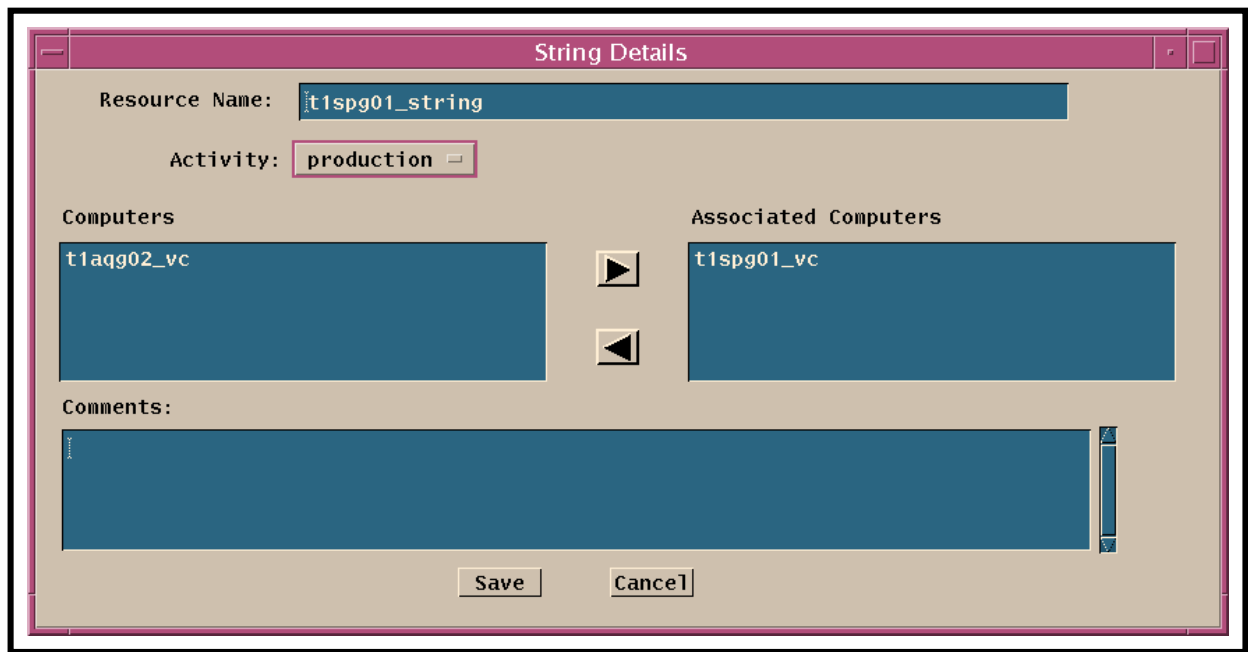 String Details
Resource Name: t1spg01_string
Activity: production
Computers
Associated Computers
t1aqg02_vc
t1spg01_vc
Comments:
Save Cancel